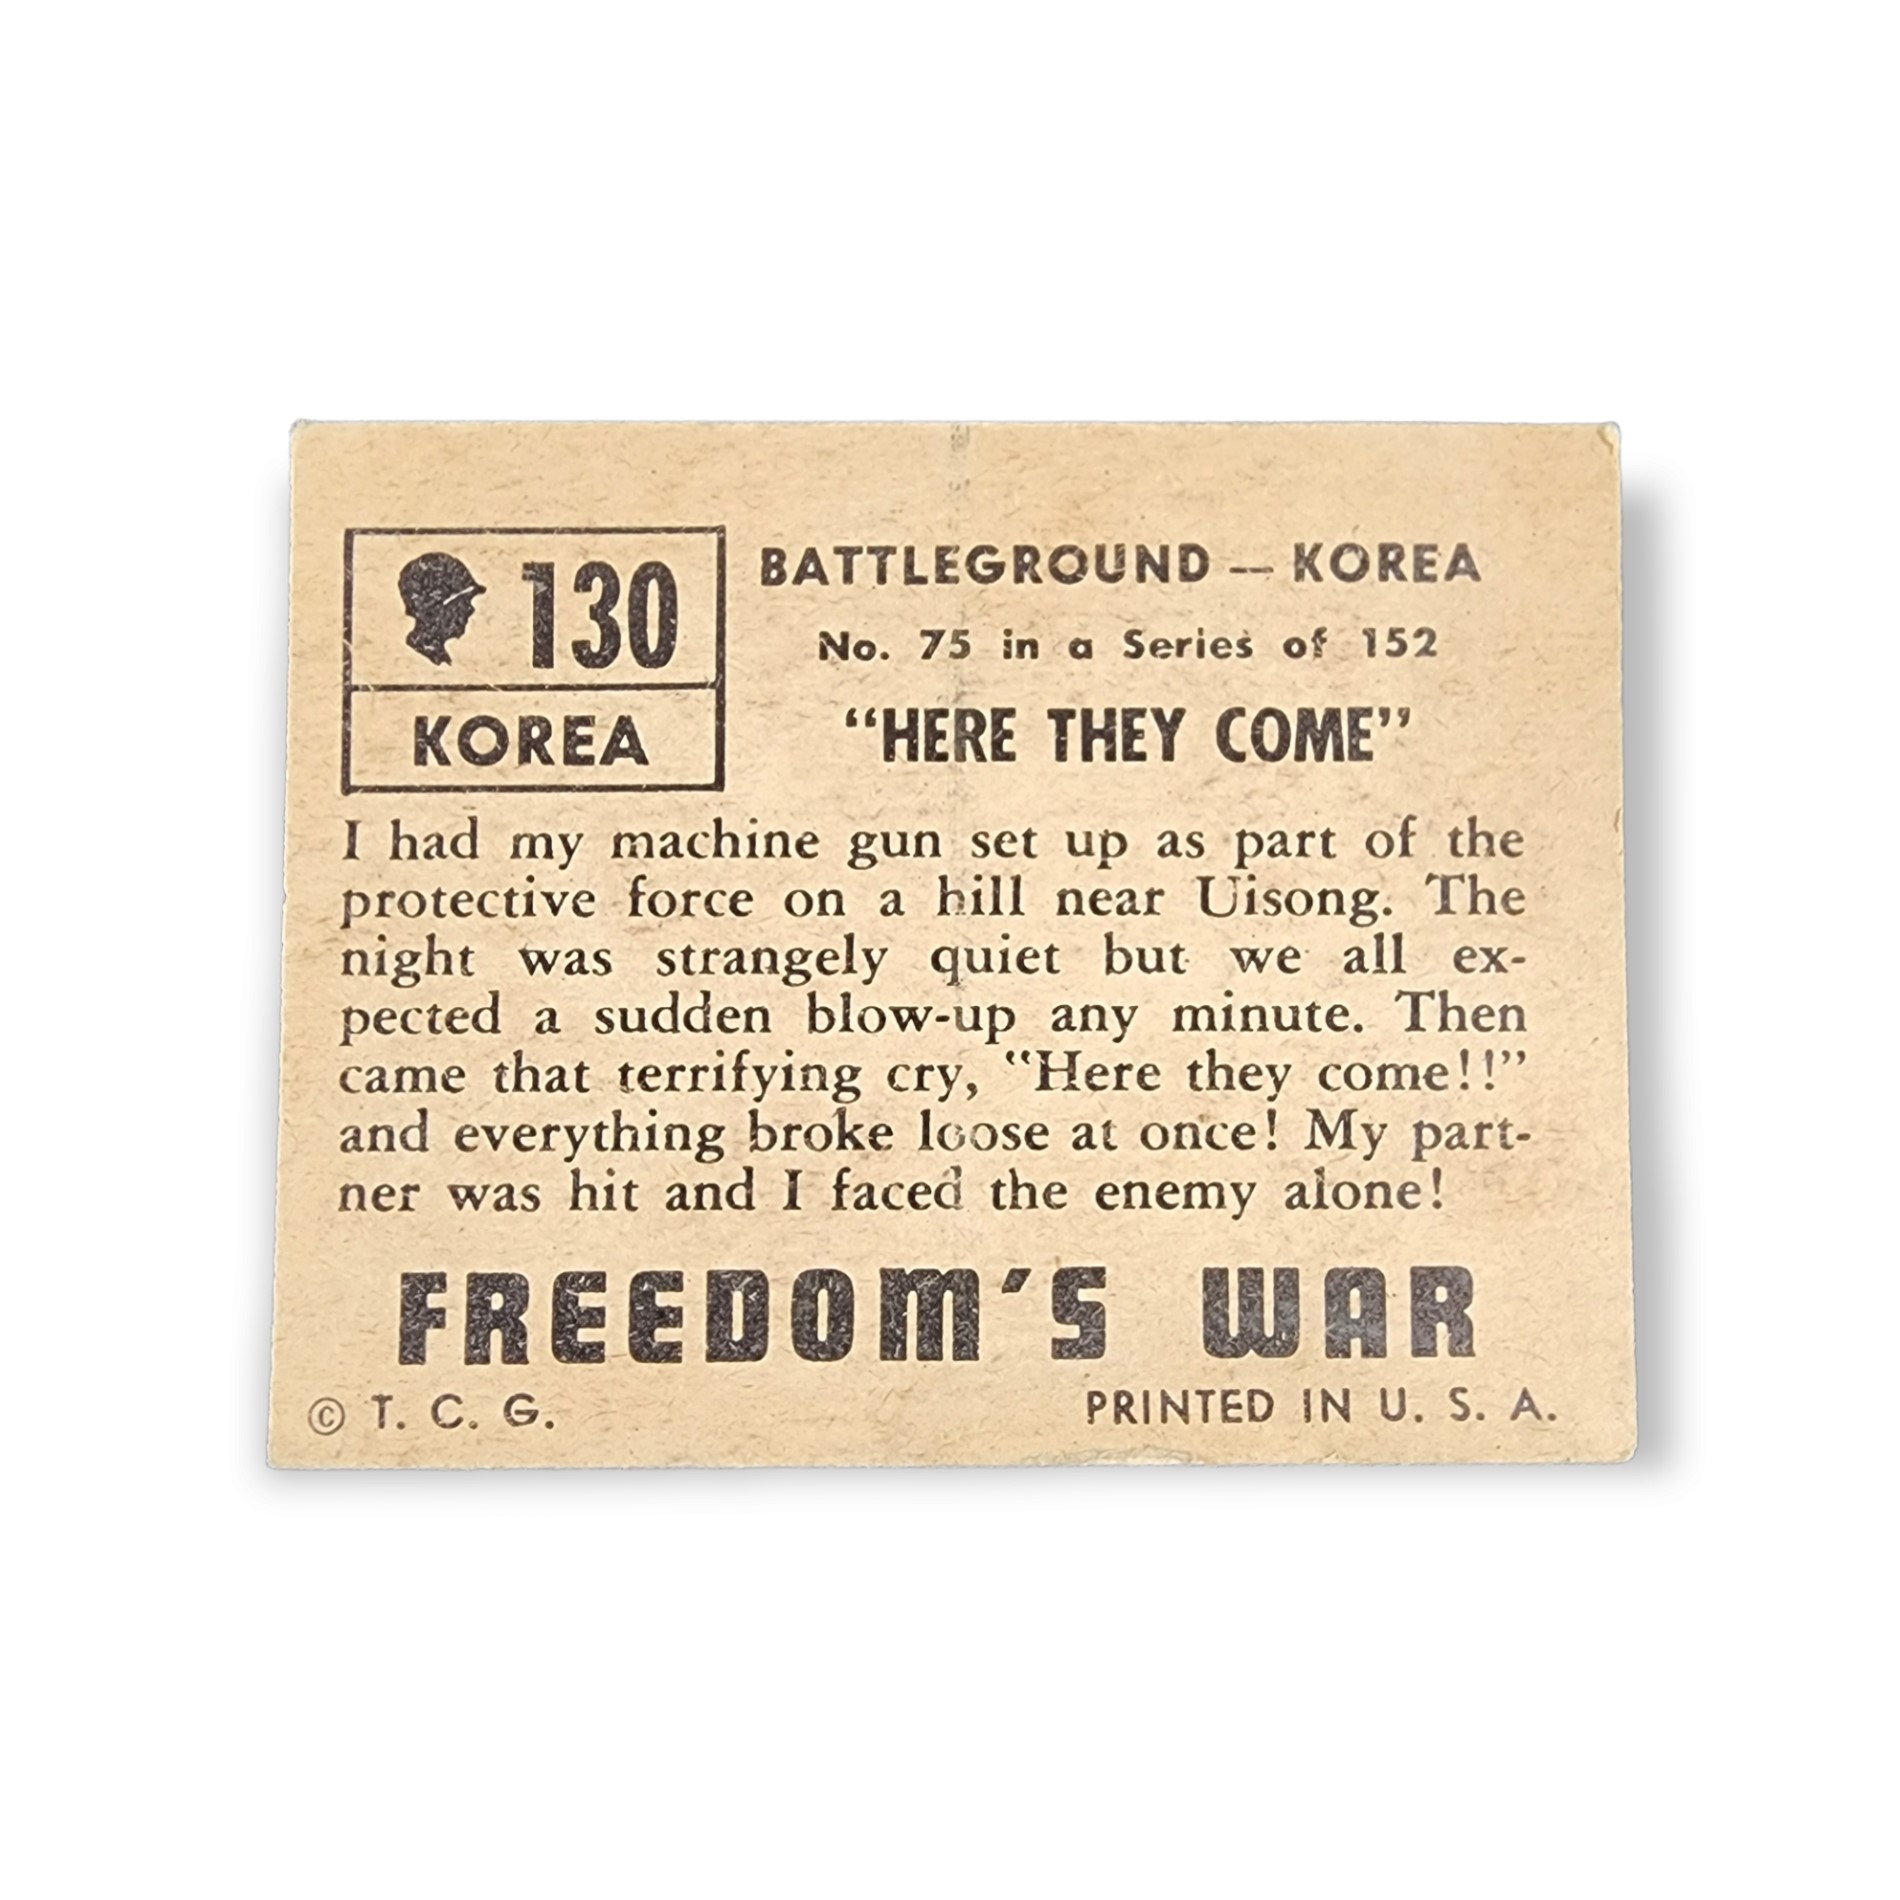 130
KOREA
BATTLEGROUND — KOREA
No. 75 in a Series of 152
“HERE THEY COME”
I had my machine gun set up as part of the
protective force on a hill near Uisong. The
night was strangely quiet but we all ex-
pected a sudden blow-up any minute. Then
came that terrifying cry, “Here they come!!”
and everything broke loose at once! My part-
ner was hit and I faced the enemy alone!
FREEDOM’S WAR
© T. C. G.
PRINTED IN U. S. A.